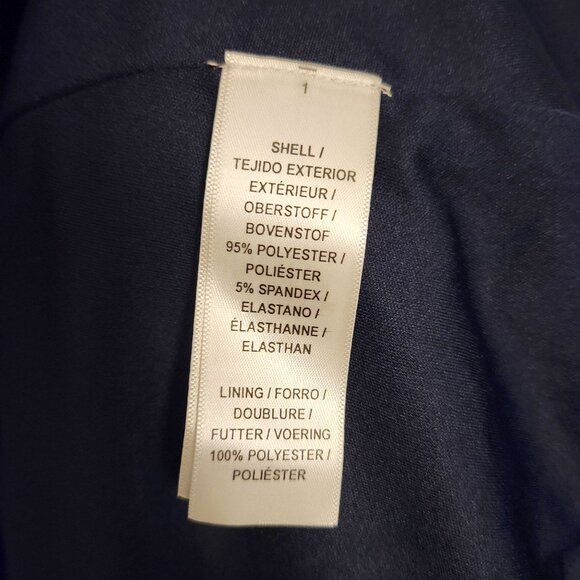 1
SHELL /
TEJIDO EXTERIOR
EXTÉRIEUR /
OBERSTOFF /
BOVENSTOF
95% POLYESTER /
POLIÉSTER
5% SPANDEX /
ELASTANO /
ÉLASTHANNE /
ELASTHAN
LINING / FORRO /
DOUBLURE /
FUTTER / VOERING
100% POLYESTER /
POLIÉSTER